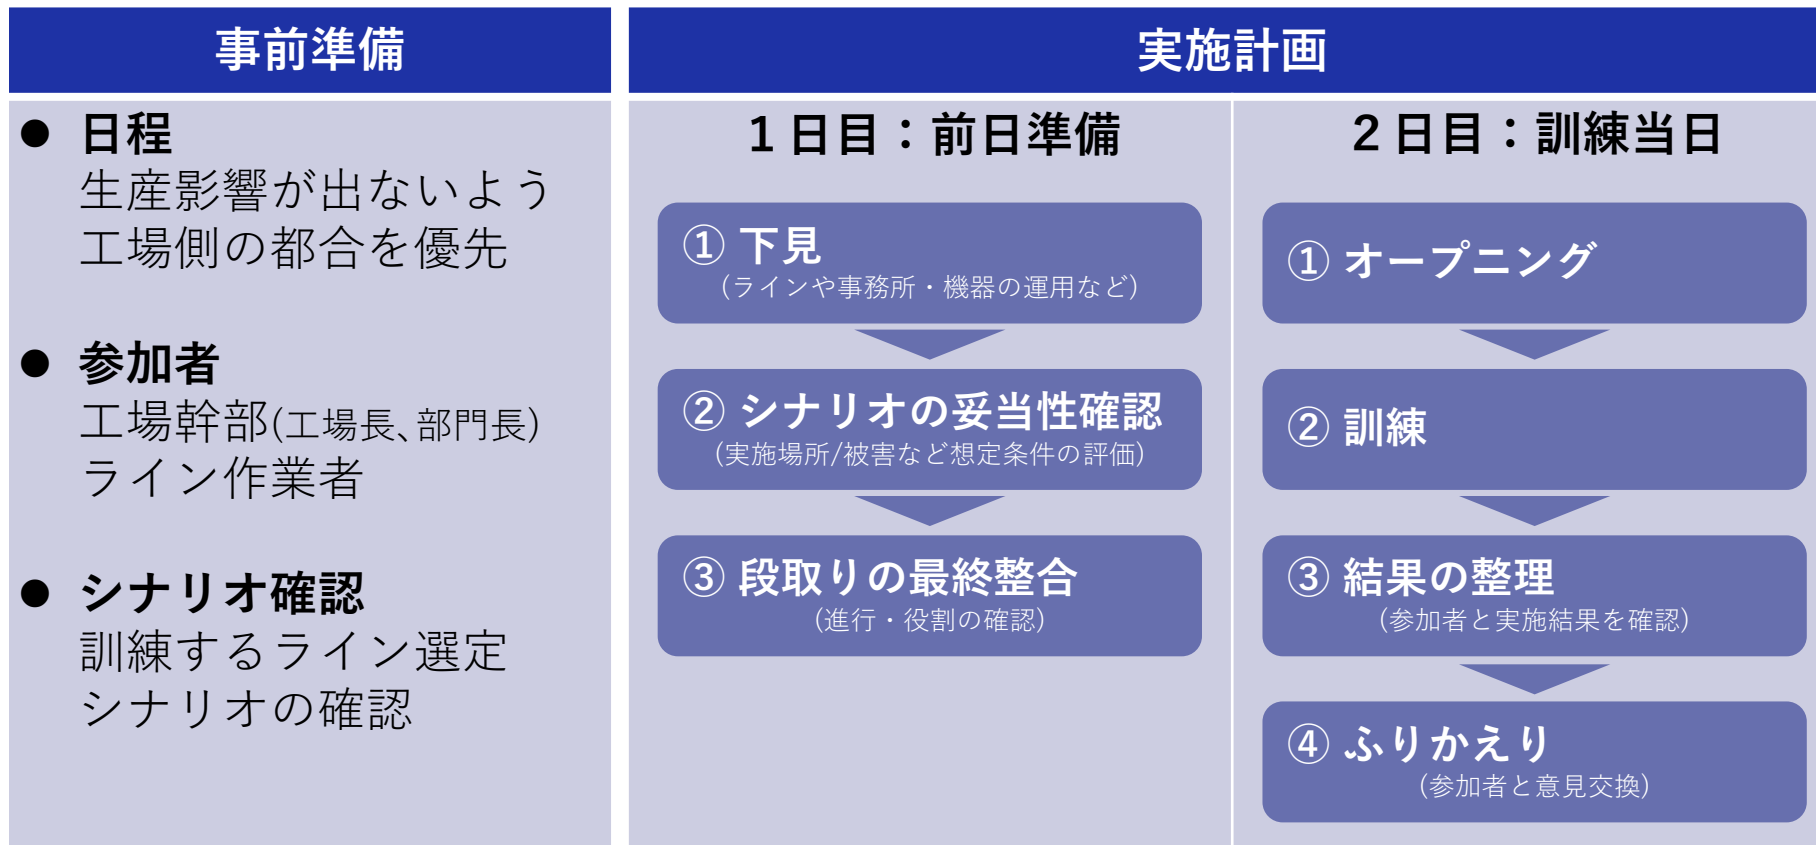 事前準備
● 日程
生産影響が出ないよう
工場側の都合を優先
● 参加者
工場幹部(工場長、部門長)
ライン作業者
● シナリオ確認
訓練するライン選定
シナリオの確認
実施計画
１日目：前日準備
① 下見
(ラインや事務所・機器の運用など)
② シナリオの妥当性確認
(実施場所/被害など想定条件の評価)
③ 段取りの最終整合
(進行・役割の確認)
２日目：訓練当日
① オープニング
② 訓練
③ 結果の整理
(参加者と実施結果を確認)
④ ふりかえり
(参加者と意見交換)